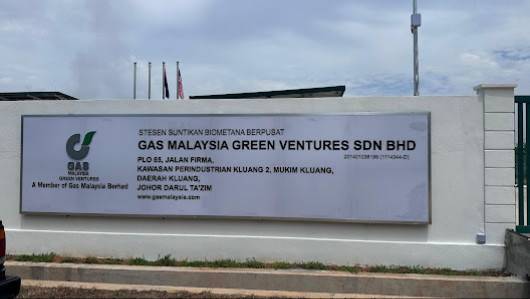 GAS
MALAYSIA
GREEN VENTURES
A Member of Gas Malaysia Berhad
STESEN SUNTIKAN BIOMETANA BERPUSAT
GAS MALAYSIA GREEN VENTURES SDN BHD
PLO 65, JALAN FIRMA,
KAWASAN PERINDUSTRIAN KLUANG 2, MUKIM KLUANG,
DAERAH KLUANG,
JOHOR DARUL TA'ZIM
www.gasmalaysia.com